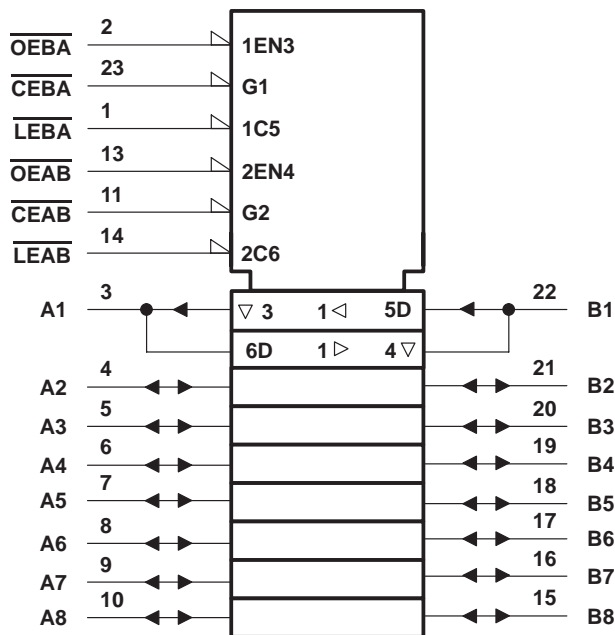 OEBA 2 1EN3
CEBA 23 G1
LEBA 1 1C5
OEAB 13 2EN4
CEAB 11 G2
LEAB 14 2C6
A1 3 ▽ 3 1 ◁ 5D 22 B1
6D 1 ▷ 4 ▽
A2 4 21 B2
A3 5 20 B3
A4 6 19 B4
A5 7 18 B5
A6 8 17 B6
A7 9 16 B7
A8 10 15 B8